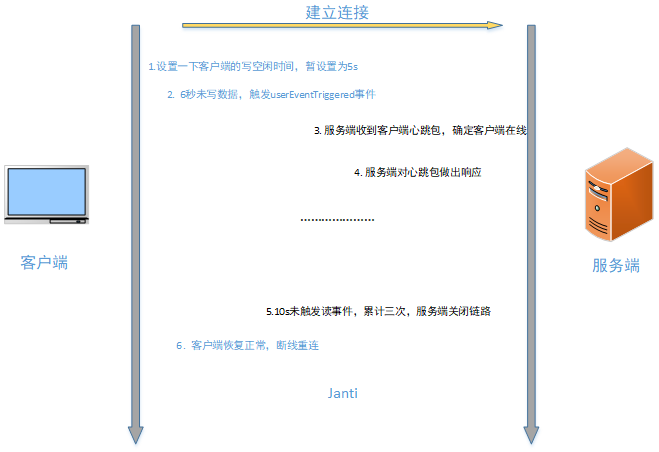 建立连接
1.设置一下客户端的写空闲时间，暂设置为5s
2. 6秒未写数据，触发userEventTriggered事件
3. 服务端收到客户端心跳包，确定客户端在线
4. 服务端对心跳包做出响应
…………………
客户端
服务端
5.10s未触发读事件，累计三次，服务端关闭链路
6. 客户端恢复正常，断线重连
Janti